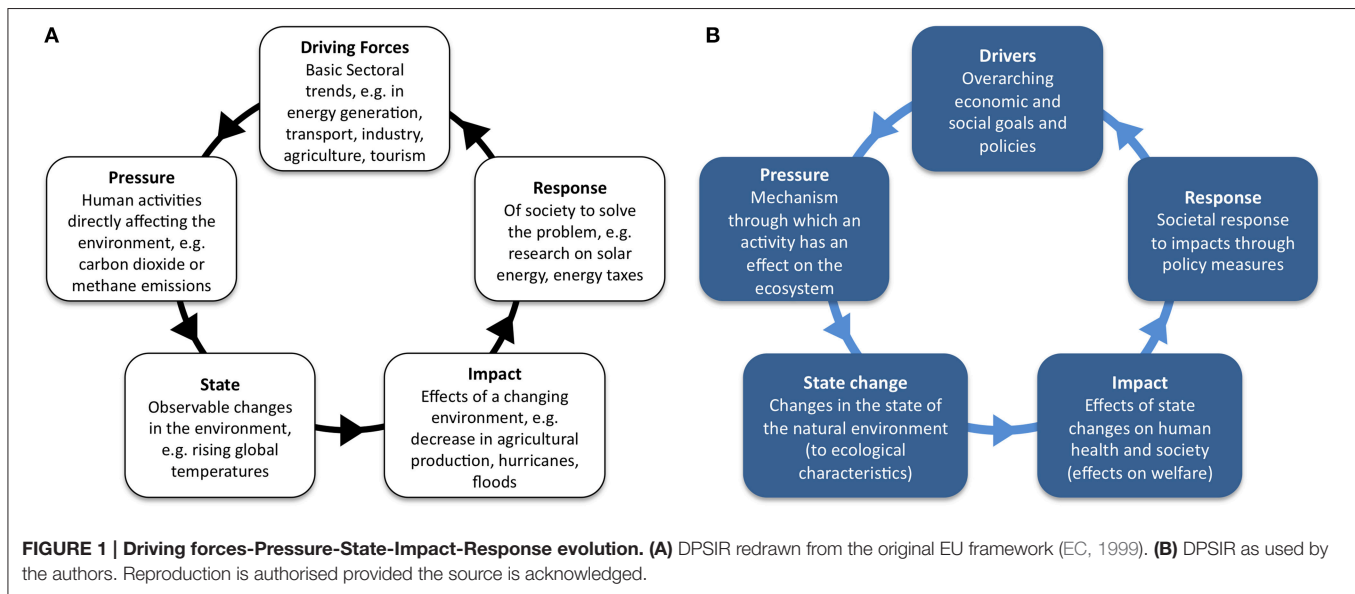 A
Driving Forces
Basic Sectoral
trends, e.g. in
energy generation,
transport, industry,
agriculture, tourism
Pressure
Human activities
directly affecting the
environment, e.g.
carbon dioxide or
methane emissions
State
Observable changes
in the environment,
e.g. rising global
temperatures
Impact
Effects of a changing
environment, e.g.
decrease in agricultural
production, hurricanes,
floods
Response
Of society to solve
the problem, e.g.
research on solar
energy, energy taxes
B
Drivers
Overarching
economic and
social goals and
policies
Pressure
Mechanism
through which an
activity has an
effect on the
ecosystem
State change
Changes in the state of
the natural environment
(to ecological
characteristics)
Impact
Effects of state
changes on human
health and society
(effects on welfare)
Response
Societal response
to impacts through
policy measures
FIGURE 1 | Driving forces-Pressure-State-Impact-Response evolution. (A) DPSIR redrawn from the original EU framework (EC, 1999). (B) DPSIR as used by
the authors. Reproduction is authorised provided the source is acknowledged.